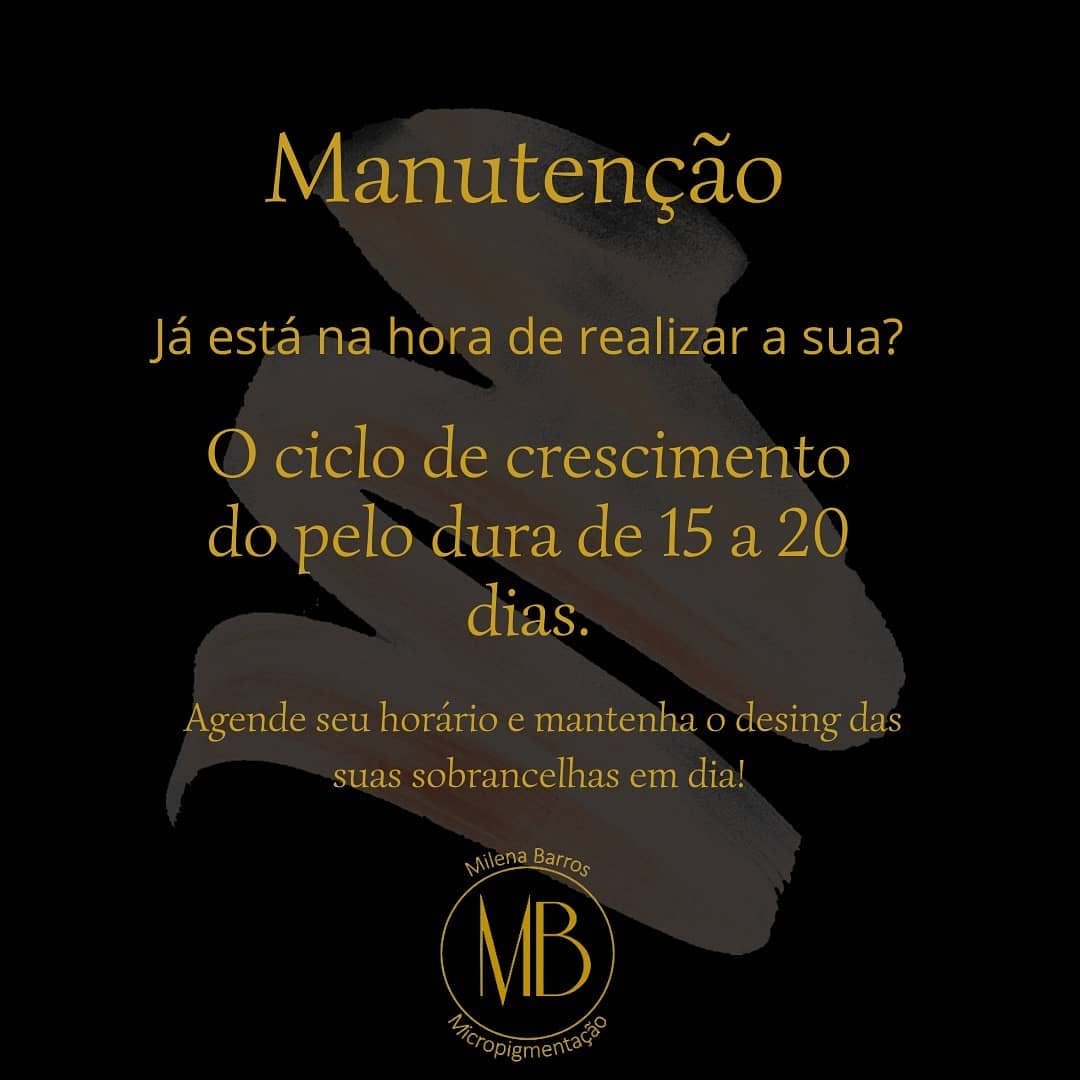 Manutenção
Já está na hora de realizar a sua?
O ciclo de crescimento
do pelo dura de 15 a 20
dias.
Agende seu horário e mantenha o desing das
suas sobrancelhas em dia!
Milena Barros
MB
Micropigmentação